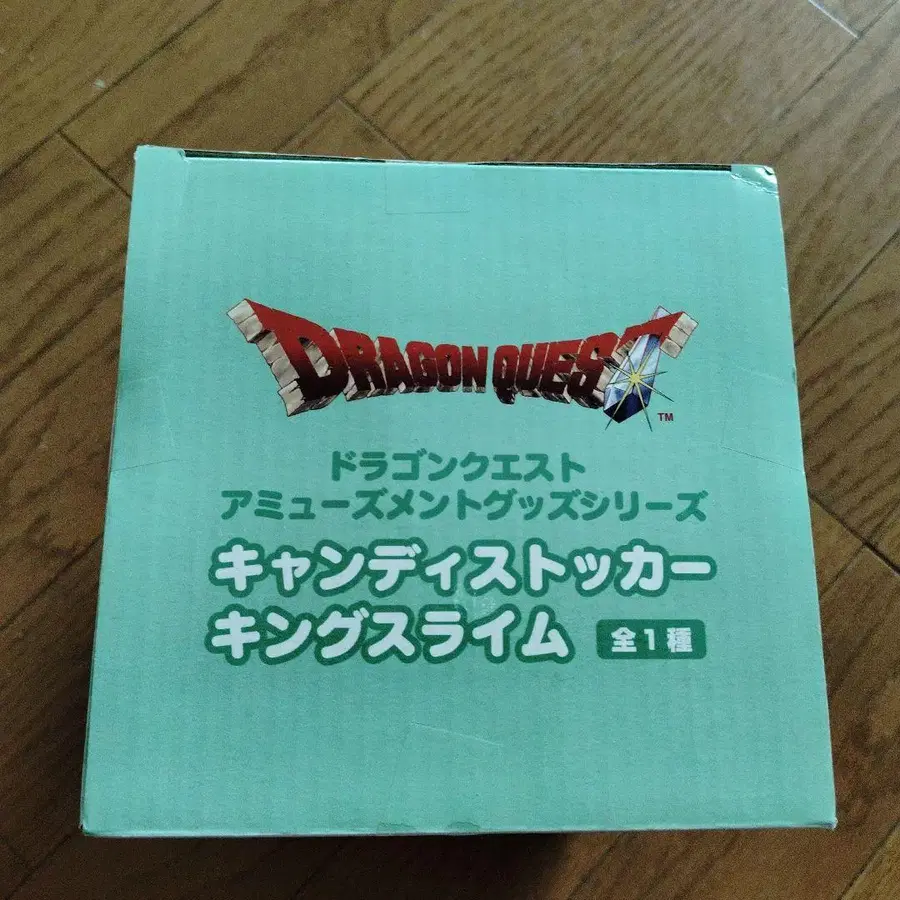 DRAGON QUEST
TM
ドラゴンクエスト
アミューズメントグッズシリーズ
キャンディストッカー
キングスライム 全1種